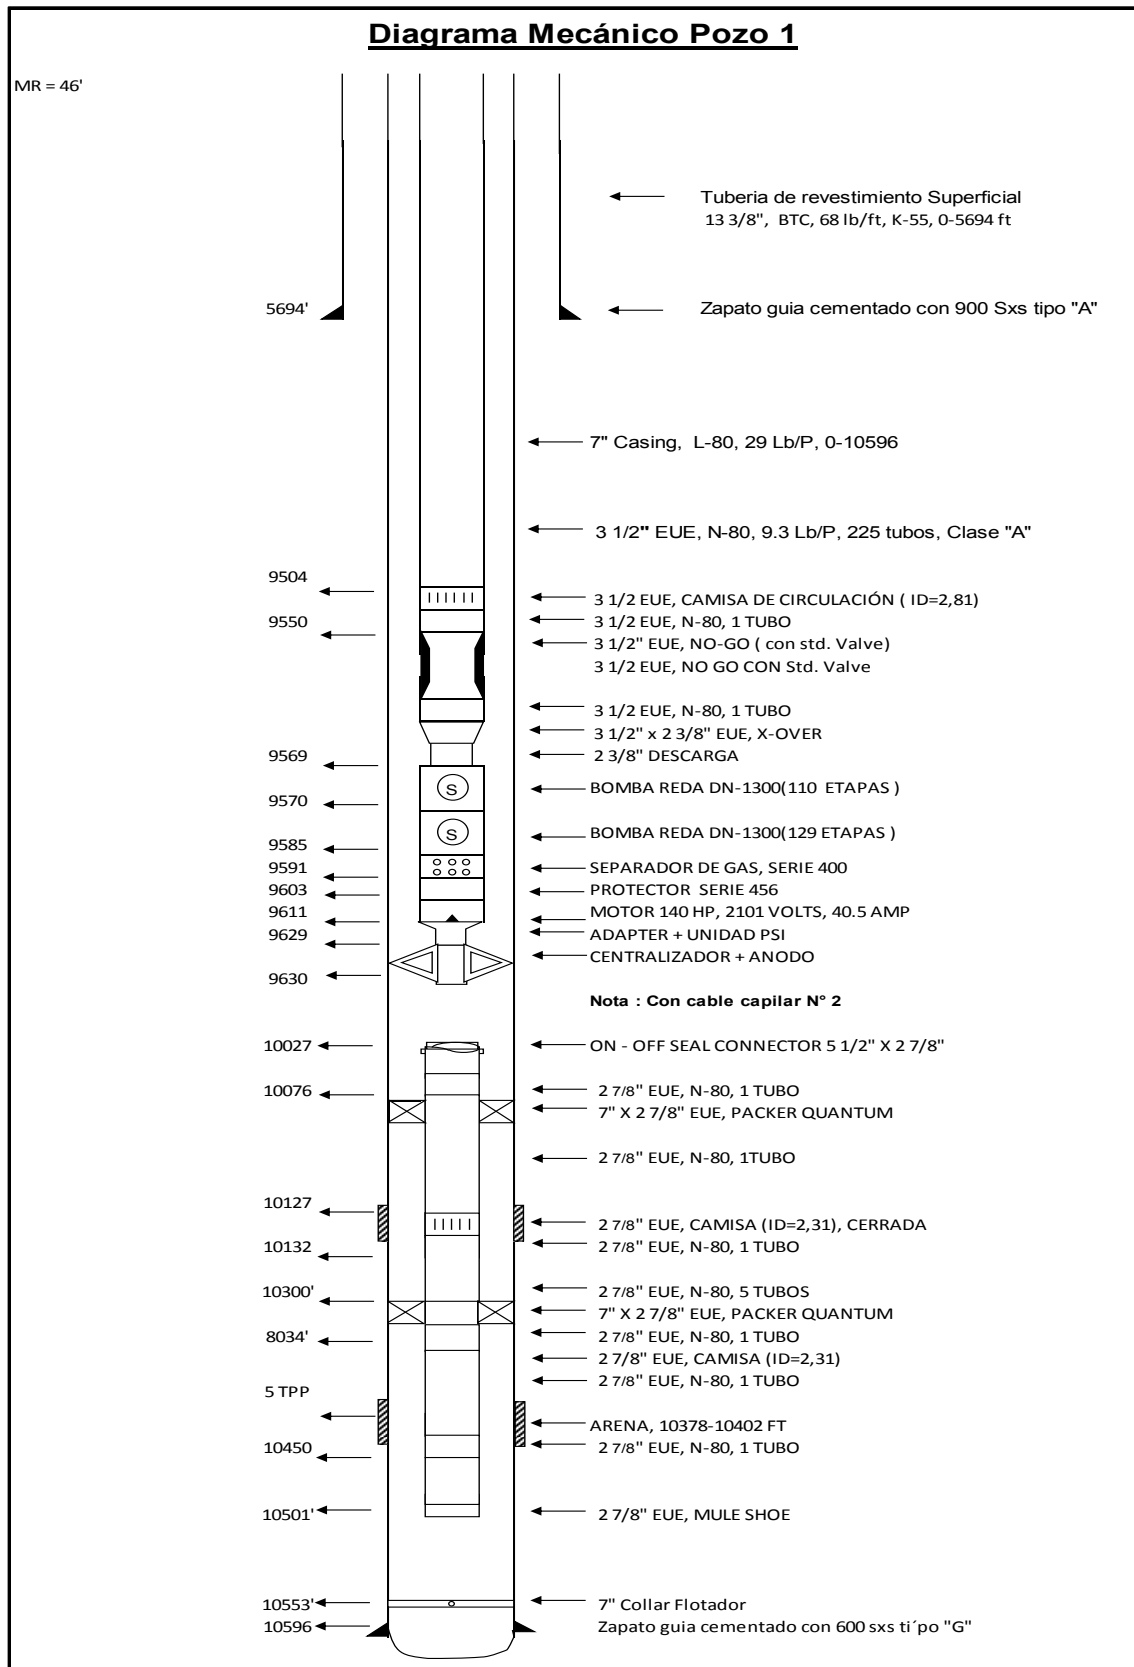 Diagrama Mecánico Pozo 1
MR = 46'
Tuberia de revestimiento Superficial
13 3/8", BTC, 68 lb/ft, K-55, 0-5694 ft
5694'
Zapato guia cementado con 900 Sxs tipo "A"
7" Casing, L-80, 29 Lb/P, 0-10596
3 1/2" EUE, N-80, 9.3 Lb/P, 225 tubos, Clase "A"
9504
3 1/2 EUE, CAMISA DE CIRCULACIÓN ( ID=2,81)
9550
3 1/2 EUE, N-80, 1 TUBO
3 1/2" EUE, NO-GO ( con std. Valve)
3 1/2 EUE, NO GO CON Std. Valve
3 1/2 EUE, N-80, 1 TUBO
3 1/2" x 2 3/8" EUE, X-OVER
9569
2 3/8" DESCARGA
S
BOMBA REDA DN-1300(110 ETAPAS )
9570
S
BOMBA REDA DN-1300(129 ETAPAS )
9585
9591
SEPARADOR DE GAS, SERIE 400
9603
PROTECTOR SERIE 456
9611
MOTOR 140 HP, 2101 VOLTS, 40.5 AMP
9629
ADAPTER + UNIDAD PSI
CENTRALIZADOR + ANODO
9630
Nota : Con cable capilar N° 2
10027
ON - OFF SEAL CONNECTOR 5 1/2" X 2 7/8"
10076
2 7/8" EUE, N-80, 1 TUBO
7" X 2 7/8" EUE, PACKER QUANTUM
2 7/8" EUE, N-80, 1TUBO
10127
2 7/8" EUE, CAMISA (ID=2,31), CERRADA
10132
2 7/8" EUE, N-80, 1 TUBO
10300'
2 7/8" EUE, N-80, 5 TUBOS
7" X 2 7/8" EUE, PACKER QUANTUM
8034'
2 7/8" EUE, N-80, 1 TUBO
2 7/8" EUE, CAMISA (ID=2,31)
2 7/8" EUE, N-80, 1 TUBO
5 TPP
ARENA, 10378-10402 FT
10450
2 7/8" EUE, N-80, 1 TUBO
10501'
2 7/8" EUE, MULE SHOE
10553'
7" Collar Flotador
10596
Zapato guia cementado con 600 sxs ti´po "G"